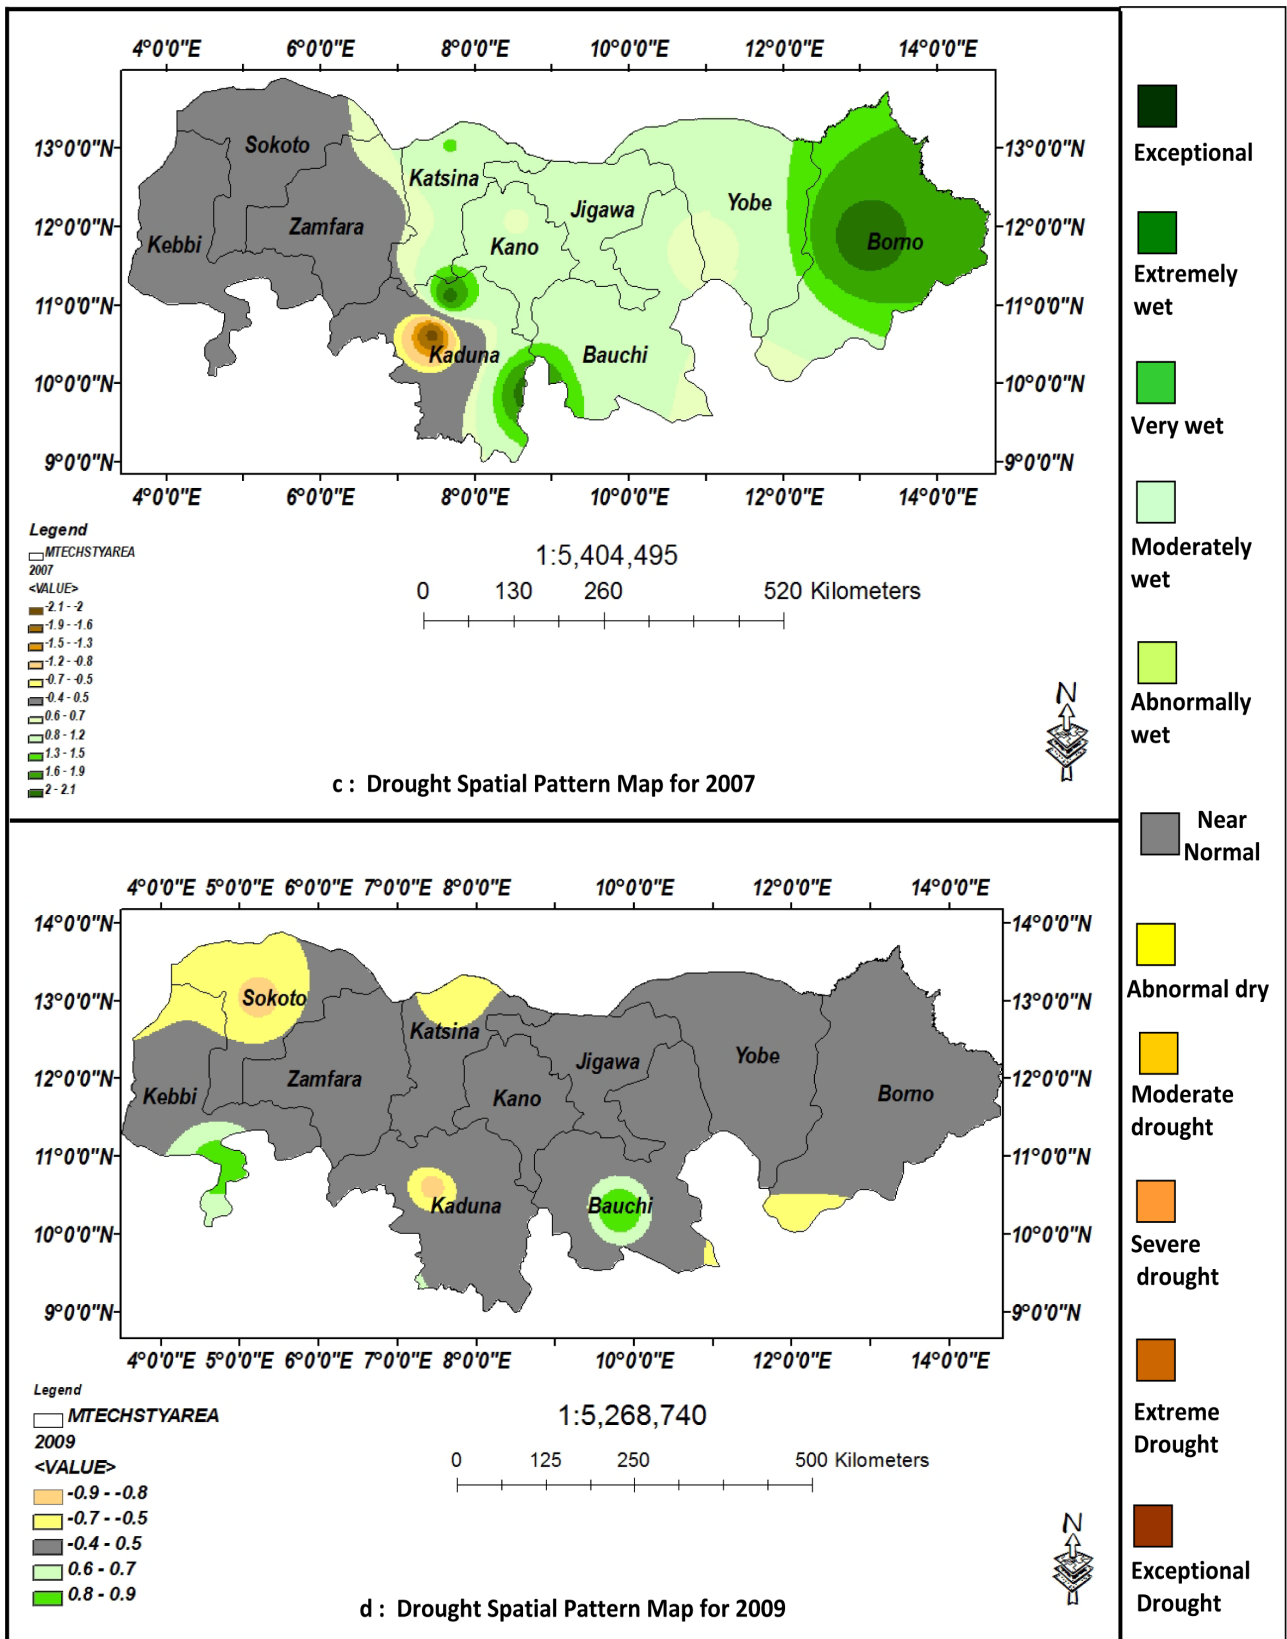 4°0'0"E 6°0'0"E 8°0'0"E 10°0'0"E 12°0'0"E 14°0'0"E
13°0'0"N 13°0'0"N
12°0'0"N 12°0'0"N
11°0'0"N 11°0'0"N
10°0'0"N 10°0'0"N
9°0'0"N 9°0'0"N
Sokoto
Katsina
Yobe
Jigawa
Zamfara
Kebbi
Kano
Borno
Kaduna
Bauchi
4°0'0"E 6°0'0"E 8°0'0"E 10°0'0"E 12°0'0"E 14°0'0"E
Legend
MTECHSTYAREA
2007
<VALUE>
-2.1 - -2
-1.9 - -1.6
-1.5 - -1.3
-1.2 - -0.8
-0.7 - -0.5
-0.4 - 0.5
0.6 - 0.7
0.8 - 1.2
1.3 - 1.5
1.6 - 1.9
2 - 2.1
1:5,404,495
0 130 260 520 Kilometers
N
c : Drought Spatial Pattern Map for 2007
4°0'0"E 5°0'0"E 6°0'0"E 7°0'0"E 8°0'0"E 10°0'0"E 12°0'0"E 14°0'0"E
14°0'0"N 14°0'0"N
13°0'0"N 13°0'0"N
12°0'0"N 12°0'0"N
11°0'0"N 11°0'0"N
10°0'0"N 10°0'0"N
9°0'0"N 9°0'0"N
Sokoto
Katsina
Yobe
Jigawa
Zamfara
Kebbi
Kano
Borno
Kaduna
Bauchi
4°0'0"E 5°0'0"E 6°0'0"E 7°0'0"E 8°0'0"E 10°0'0"E 12°0'0"E 14°0'0"E
Legend
MTECHSTYAREA
2009
<VALUE>
-0.9 - -0.8
-0.7 - -0.5
-0.4 - 0.5
0.6 - 0.7
0.8 - 0.9
1:5,268,740
0 125 250 500 Kilometers
N
d : Drought Spatial Pattern Map for 2009
Exceptional
Extremely
wet
Very wet
Moderately
wet
Abnormally
wet
Near
Normal
Abnormal dry
Moderate
drought
Severe
drought
Extreme
Drought
Exceptional
Drought